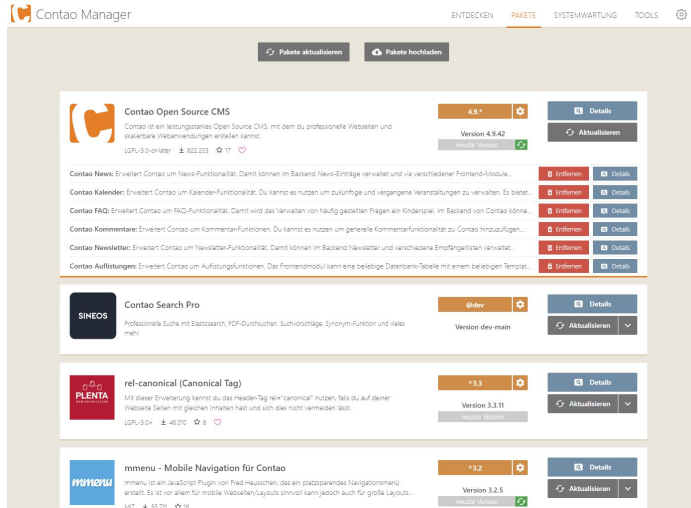 Contao Manager
ENTDECKEN PAKETE SYSTEMWARTUNG TOOLS
Pakete aktualisieren Pakete hochladen
Contao Open Source CMS
Contao ist ein leistungsstarkes Open Source CMS, mit dem du professionelle Webseiten und
skalierbare Webanwendungen erstellen kannst.
LGPL-3.0-or-later 622.203 17
4.9.*
Version 4.9.42
neuste Version
Details
Aktualisieren
Contao News: Erweitert Contao um News-Funktionalität. Damit können im Backend News-Einträge verwaltet und via verschiedener Frontend-Module...
Entfernen Details
Contao Kalender: Erweitert Contao um Kalender-Funktionalität. Du kannst es nutzen um zukünftige und vergangene Veranstaltungen zu verwalten. Es bietet...
Entfernen Details
Contao FAQ: Erweitert Contao um FAQ-Funktionalität. Damit wird das Verwalten von häufig gestellten Fragen ein Kinderspiel. Im Backend von Contao könne...
Entfernen Details
Contao Kommentare: Erweitert Contao um Kommentar-Funktionen. Du kannst es nutzen um generelle Kommentarfunktionalität zu Contao hinzuzufügen....
Entfernen Details
Contao Newsletter: Erweitert Contao um Newsletter-Funktionalität. Damit können im Backend Newsletter und verschiedene Empfängerlisten verwaltet...
Entfernen Details
Contao Auflistungen: Erweitert Contao um Auflistungsfunktionen. Das Frontendmodul kann eine beliebige Datenbank-Tabelle mit einem beliebigen Templat...
Entfernen Details
SINEOS
Contao Search Pro
Professionelle Suche mit Elasticsearch, PDF-Durchsuchen, Suchvorschläge, Synonym-Funktion und vieles
mehr.
@dev
Version dev-main
Details
Aktualisieren
PLENTA
rel-canonical (Canonical Tag)
Mit dieser Erweiterung kannst du das Header-Tag rel="canonical" nutzen, falls du auf deiner
Webseite Seiten mit gleichen Inhalten hast und sich dies nicht vermeiden lässt.
LGPL-3.0+ 46.010 8
^3.3
Version 3.3.11
neuste Version
Details
Aktualisieren
mmenu
mmenu - Mobile Navigation für Contao
mmenu ist ein JavaScript Plugin von Fred Heusschen, das ein platzsparendes Navigationsmenü
erstellt. Es ist vor allem für mobile Webseiten/Layouts sinnvoll kann jedoch auch für große Layouts...
MIT 53.711 16
^3.2
Version 3.2.5
neuste Version
Details
Aktualisieren